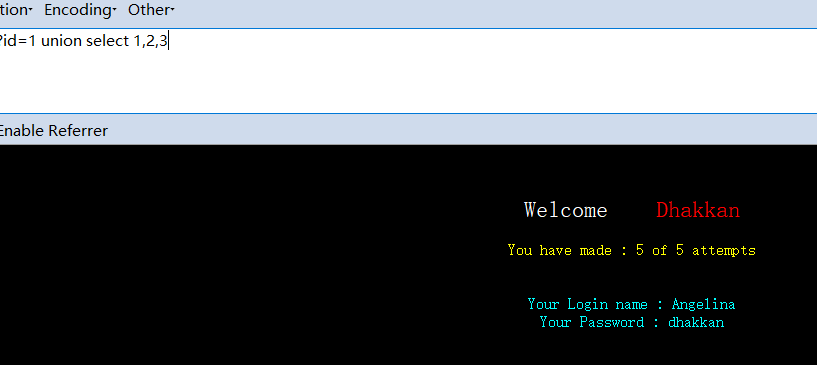 tion Encoding Other
?id=1 union select 1,2,3
Enable Referrer
Welcome Dhakkan
You have made : 5 of 5 attempts
Your Login name : Angelina
Your Password : dhakkan